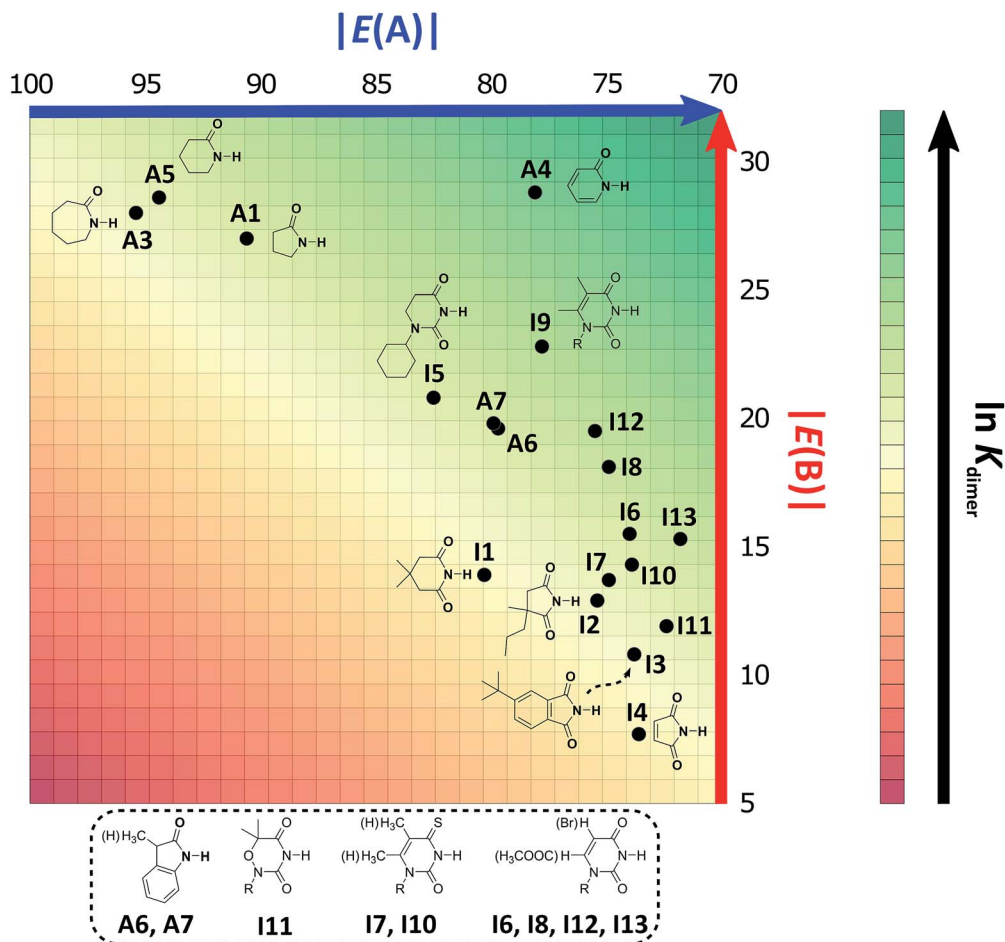 |E(A)|
100 95 90 85 80 75 70
30
25
20
15
10
5
|E(B)|
ln K dimer
A5
O
N-H
A3
O
N-H
A1
O
N-H
A4
O
N-H
I9
O
N-H
N
O
R
I5
O
N-H
N
O
A7
A6
I12
I8
I6
I13
I1
O
N-H
O
I7
I10
I2
O
N-H
O
I11
I3
O
N-H
O
I4
O
N-H
O
(H)H3C
O
N-H
A6, A7
O
O
N-H
N
O
R
I11
(H)H3C
S
(H)H3C
N-H
N
O
R
I7, I10
(Br)H
O
(H3COOC)H
N-H
N
O
R
I6, I8, I12, I13